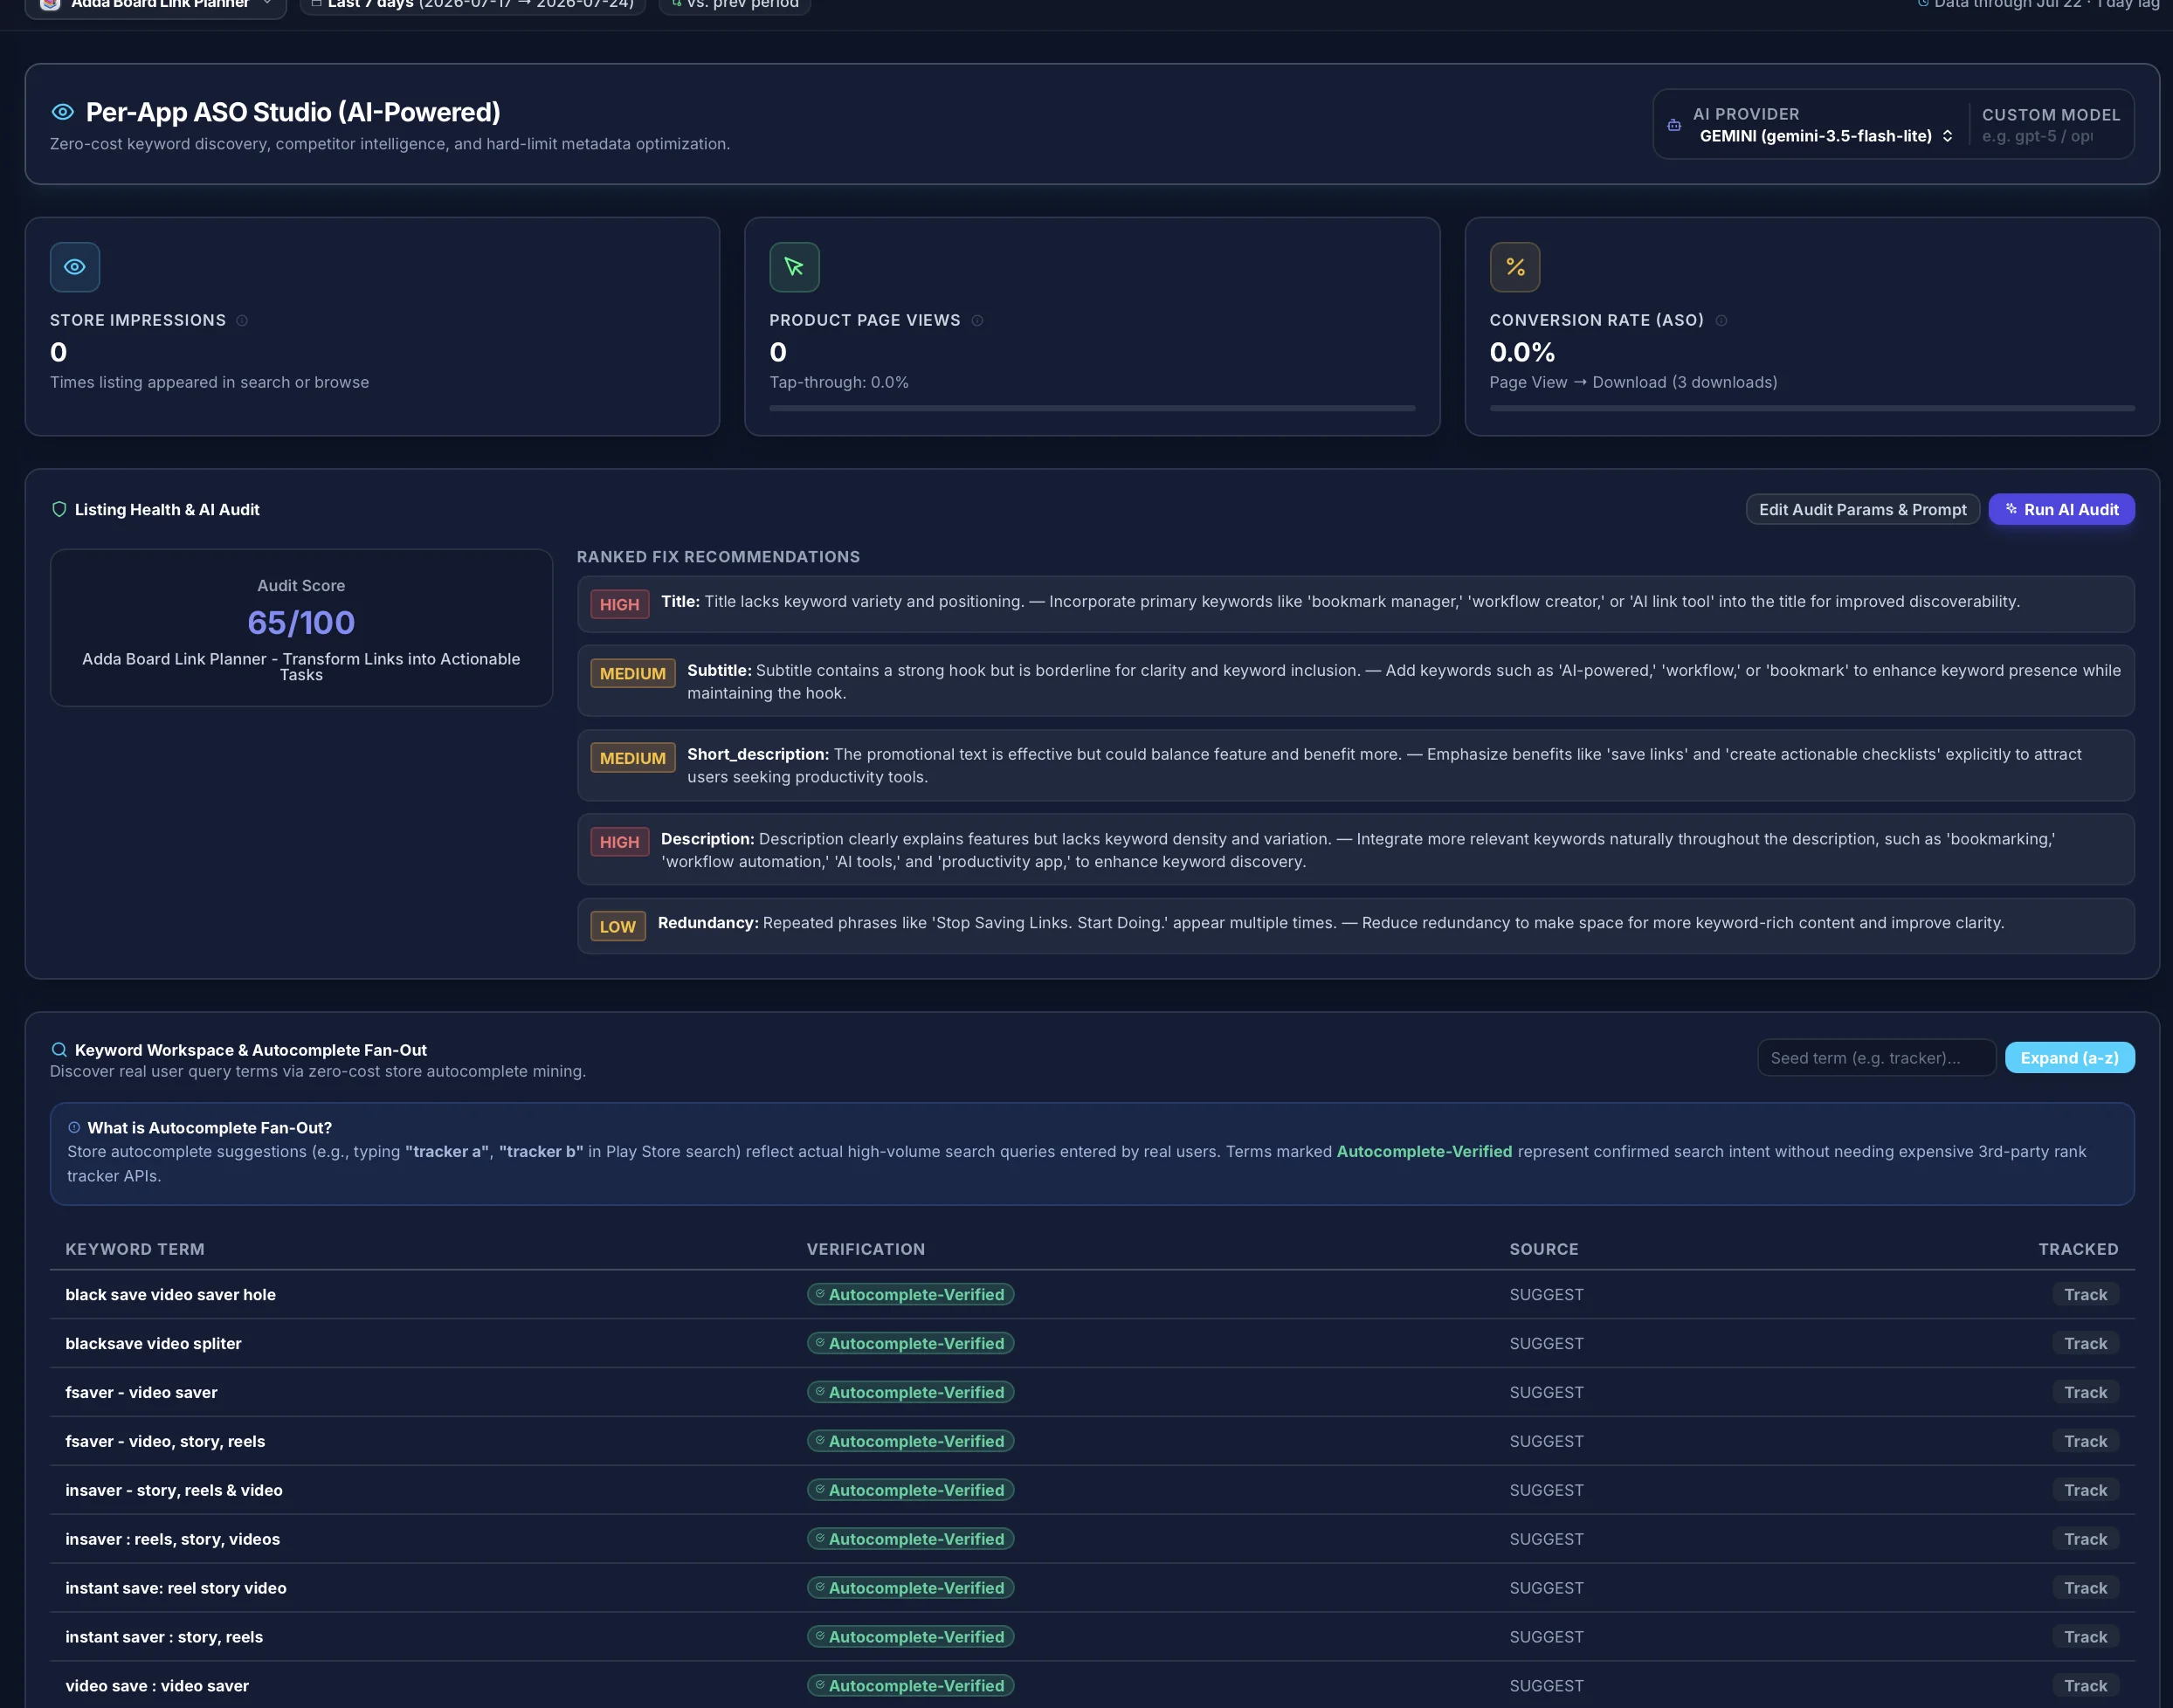 Adda Board Link Planner
Last 7 days (2026-07-17 → 2026-07-24)
vs. prev period
Data through Jul 22 · 1 day lag
Per-App ASO Studio (AI-Powered)
Zero-cost keyword discovery, competitor intelligence, and hard-limit metadata optimization.
AI PROVIDER
GEMINI (gemini-3.5-flash-lite)
CUSTOM MODEL
e.g. gpt-5 /
STORE IMPRESSIONS
0
Times listing appeared in search or browse
PRODUCT PAGE VIEWS
0
Tap-through: 0.0%
CONVERSION RATE (ASO)
0.0%
Page View → Download (3 downloads)
Listing Health & AI Audit
Edit Audit Params & Prompt
Run AI Audit
Audit Score
65/100
Adda Board Link Planner - Transform Links into Actionable
Tasks
RANKED FIX RECOMMENDATIONS
HIGH Title: Title lacks keyword variety and positioning. — Incorporate primary keywords like 'bookmark manager,' 'workflow creator,' or 'AI link tool' into the title for improved discoverability.
MEDIUM Subtitle: Subtitle contains a strong hook but is borderline for clarity and keyword inclusion. — Add keywords such as 'AI-powered,' 'workflow,' or 'bookmark' to enhance keyword presence while
maintaining the hook.
MEDIUM Short_description: The promotional text is effective but could balance feature and benefit more. — Emphasize benefits like 'save links' and 'create actionable checklists' explicitly to attract
users seeking productivity tools.
HIGH Description: Description clearly explains features but lacks keyword density and variation. — Integrate more relevant keywords naturally throughout the description, such as 'bookmarking,'
'workflow automation,' 'AI tools,' and 'productivity app,' to enhance keyword discovery.
LOW Redundancy: Repeated phrases like 'Stop Saving Links. Start Doing.' appear multiple times. — Reduce redundancy to make space for more keyword-rich content and improve clarity.
Keyword Workspace & Autocomplete Fan-Out
Discover real user query terms via zero-cost store autocomplete mining.
Seed term (e.g. tracker)...
Expand (a-z)
What is Autocomplete Fan-Out?
Store autocomplete suggestions (e.g., typing "tracker a", "tracker b" in Play Store search) reflect actual high-volume search queries entered by real users. Terms marked Autocomplete-Verified represent confirmed search intent without needing expensive 3rd-party rank
tracker APIs.
KEYWORD TERM VERIFICATION SOURCE TRACKED
black save video saver hole Autocomplete-Verified SUGGEST Track
blacksave video spliter Autocomplete-Verified SUGGEST Track
fsaver - video saver Autocomplete-Verified SUGGEST Track
fsaver - video, story, reels Autocomplete-Verified SUGGEST Track
insaver - story, reels & video Autocomplete-Verified SUGGEST Track
insaver : reels, story, videos Autocomplete-Verified SUGGEST Track
instant save: reel story video Autocomplete-Verified SUGGEST Track
instant saver : story, reels Autocomplete-Verified SUGGEST Track
video save : video saver Autocomplete-Verified SUGGEST Track